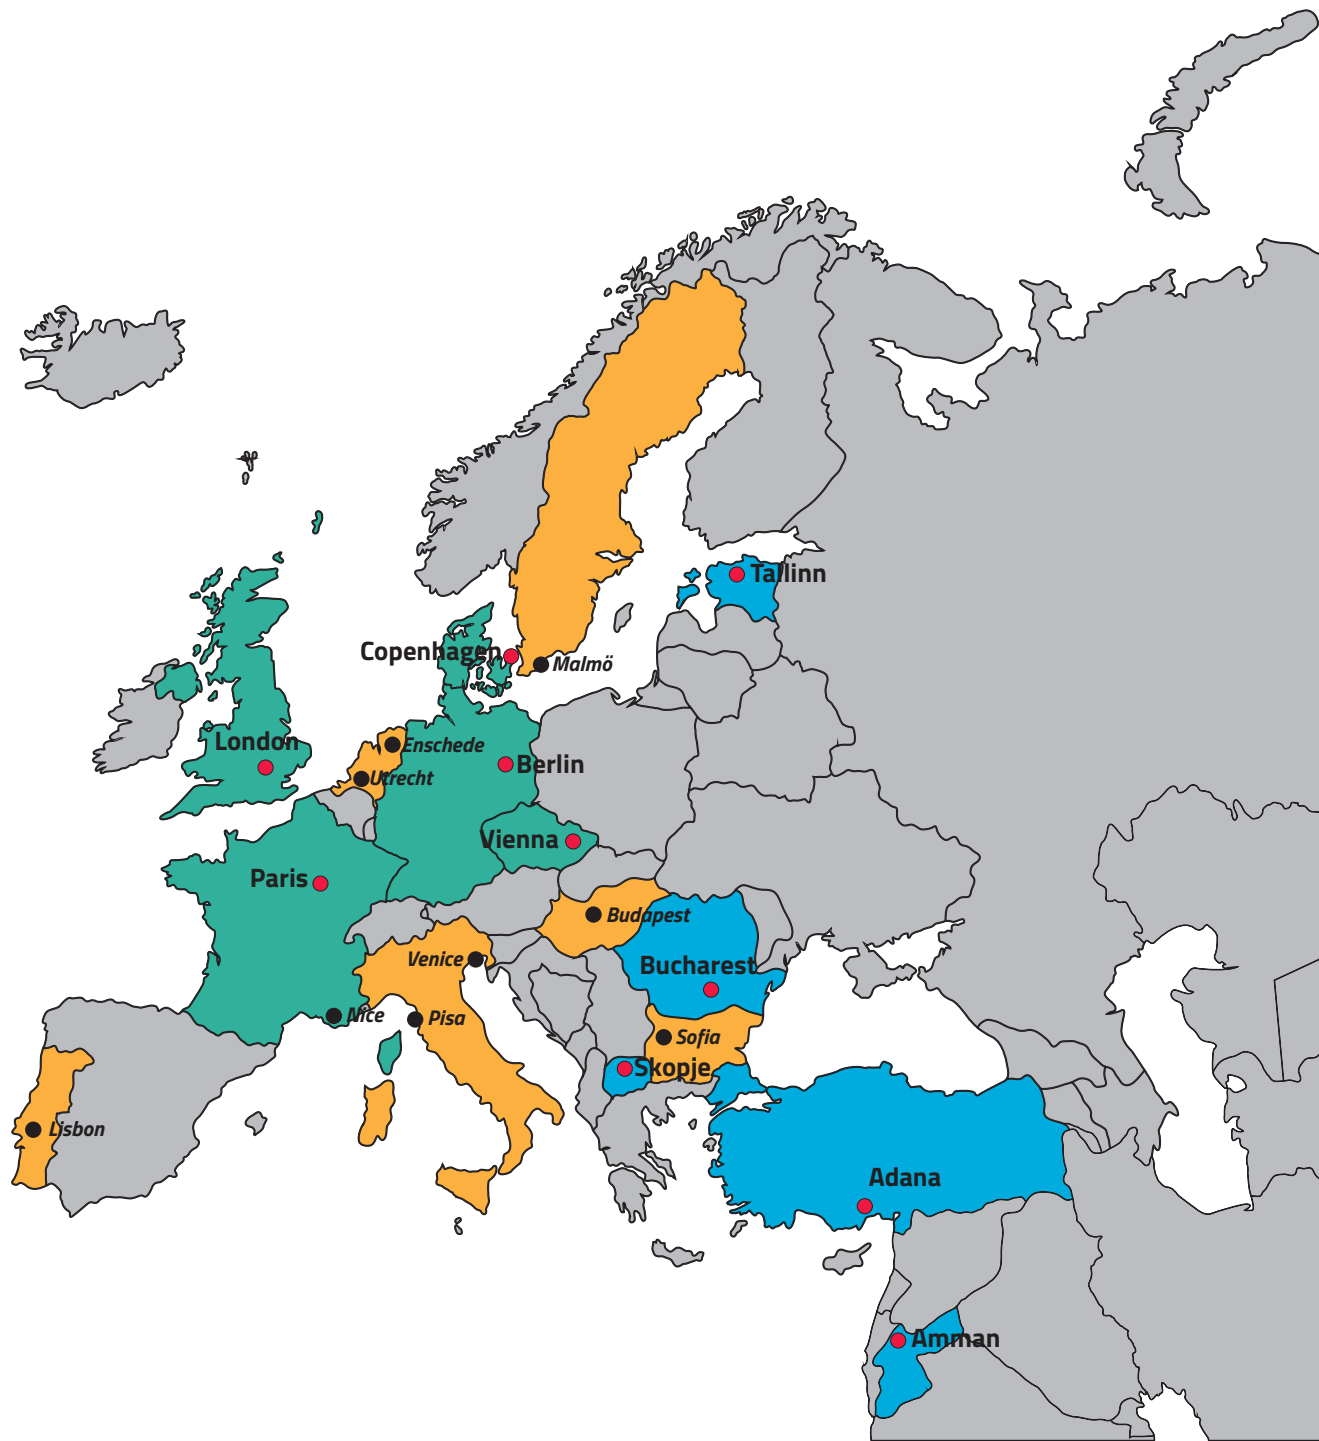 Tallinn
Copenhagen
Malmö
London
Enschede
Berlin
Utrecht
Vienna
Paris
Budapest
Venice
Bucharest
Nice
Pisa
Sofia
Skopje
Lisbon
Adana
Amman